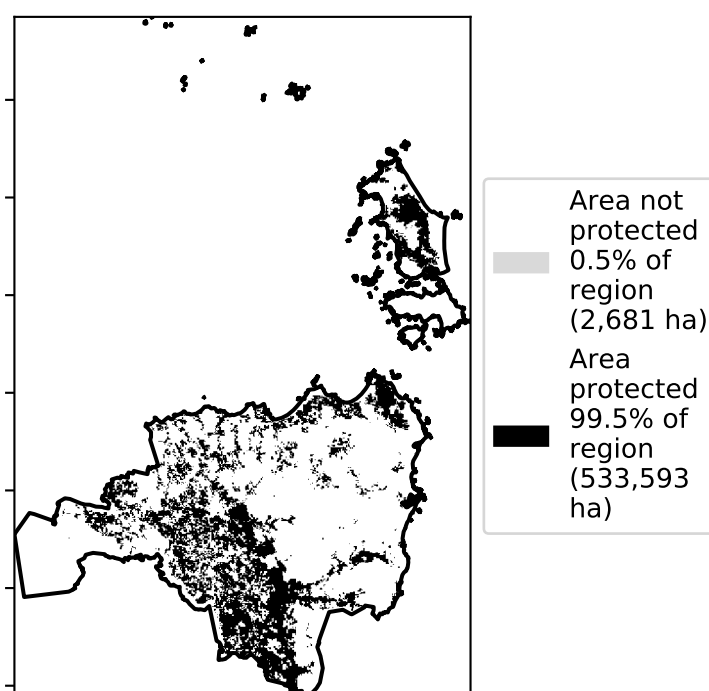 Area not
protected
0.5% of
region
(2,681 ha)
Area
protected
99.5% of
region
(533,593
ha)